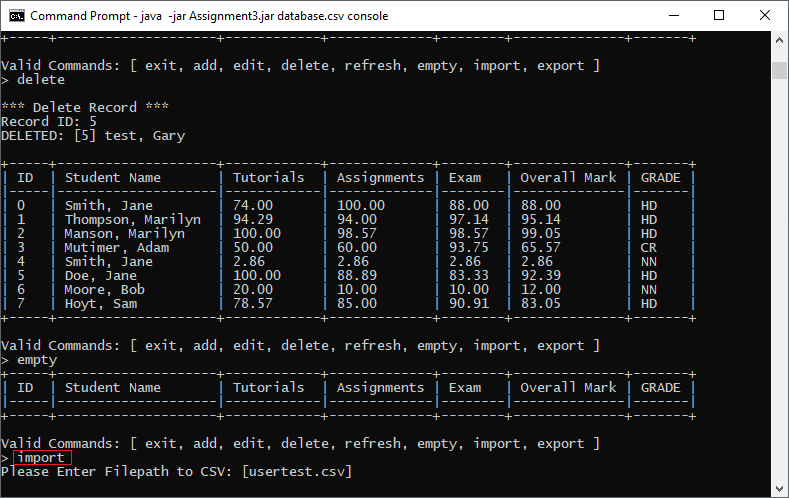 Command Prompt - java  -jar Assignment3.jar database.csv console
+-----+--------------------+------------+-------------+--------+--------------+-------+
Valid Commands: [ exit, add, edit, delete, refresh, empty, import, export ]
> delete
*** Delete Record ***
Record ID: 5
DELETED: [5] test, Gary
+-----+--------------------+------------+-------------+--------+--------------+-------+
| ID  | Student Name       | Tutorials  | Assignments | Exam   | Overall Mark | GRADE |
|-----|--------------------|------------|-------------|--------|--------------|-------|
| 0   | Smith, Jane        | 74.00      | 100.00      | 88.00  | 88.00        | HD    |
| 1   | Thompson, Marilyn  | 94.29      | 94.00       | 97.14  | 95.14        | HD    |
| 2   | Manson, Marilyn    | 100.00     | 98.57       | 98.57  | 99.05        | HD    |
| 3   | Mutimer, Adam      | 50.00      | 60.00       | 93.75  | 65.57        | CR    |
| 4   | Smith, Jane        | 2.86       | 2.86        | 2.86   | 2.86         | NN    |
| 5   | Doe, Jane          | 100.00     | 88.89       | 83.33  | 92.39        | HD    |
| 6   | Moore, Bob         | 20.00      | 10.00       | 10.00  | 12.00        | NN    |
| 7   | Hoyt, Sam          | 78.57      | 85.00       | 90.91  | 83.05        | HD    |
+-----+--------------------+------------+-------------+--------+--------------+-------+
Valid Commands: [ exit, add, edit, delete, refresh, empty, import, export ]
> empty
+-----+--------------------+------------+-------------+--------+--------------+-------+
| ID  | Student Name       | Tutorials  | Assignments | Exam   | Overall Mark | GRADE |
|-----|--------------------|------------|-------------|--------|--------------|-------|
+-----+--------------------+------------+-------------+--------+--------------+-------+
Valid Commands: [ exit, add, edit, delete, refresh, empty, import, export ]
> import
Please Enter Filepath to CSV: [usertest.csv]